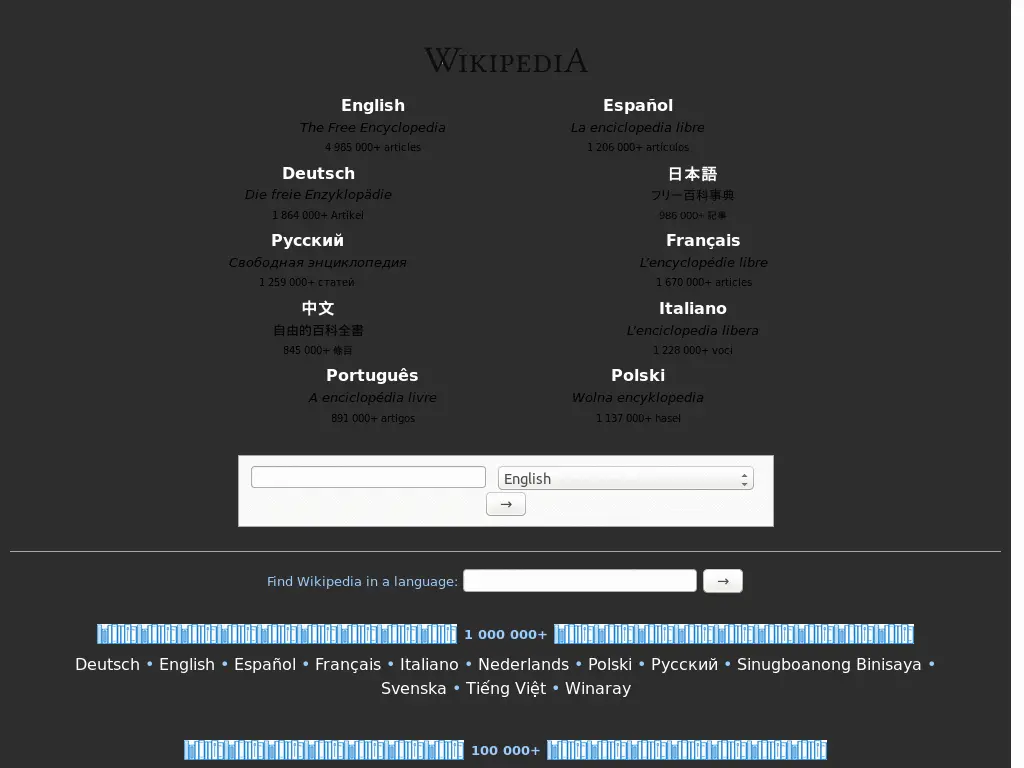 WIKIPEDIA
English Español
The Free Encyclopedia La enciclopedia libre
4 985 000+ articles 1 206 000+ artículos
Deutsch 日本語
Die freie Enzyklopädie フリー百科事典
1 864 000+ Artikel 986 000+ 記事
Русский Français
Свободная энциклопедия L’encyclopédie libre
1 259 000+ статей 1 670 000+ articles
中文 Italiano
自由的百科全書 L’enciclopedia libera
845 000+ 條目 1 228 000+ voci
Português Polski
A enciclopédia livre Wolna encyklopedia
891 000+ artigos 1 137 000+ haseł
English
→
Find Wikipedia in a language: →
1 000 000+
Deutsch • English • Español • Français • Italiano • Nederlands • Polski • Русский • Sinugboanong Binisaya •
Svenska • Tiếng Việt • Winaray
100 000+